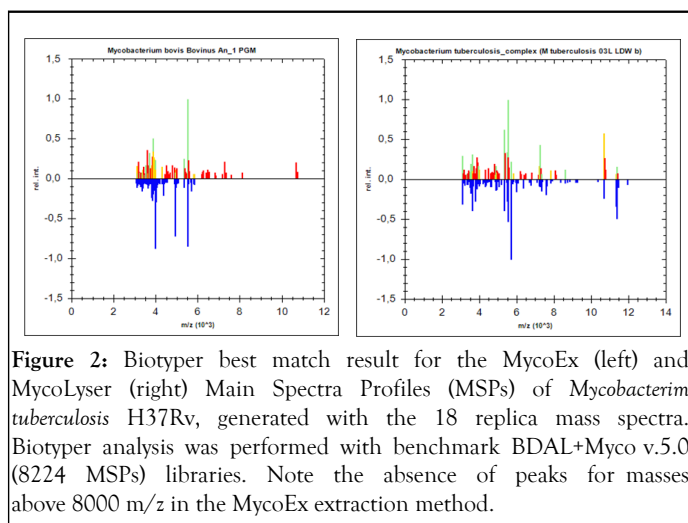 Mycobacterium bovis Bovinus An_1 PGM
1,5
1,0
0,5
0,0
-0,5
-1,0
-1,5
rel. int.
0 2 4 6 8 10 12
m/z (10^3)
Mycobacterium tuberculosis_complex (M tuberculosis 03L LDW b)
1,5
1,0
0,5
0,0
-0,5
-1,0
-1,5
rel. int.
0 2 4 6 8 10 12 14
m/z (10^3)
Figure 2: Biotyper best match result for the MycoEx (left) and
MycoLyser (right) Main Spectra Profiles (MSPs) of Mycobacterim
tuberculosis H37Rv, generated with the 18 replica mass spectra.
Biotyper analysis was performed with benchmark BDAL+Myco v.5.0
(8224 MSPs) libraries. Note the absence of peaks for masses
above 8000 m/z in the MycoEx extraction method.